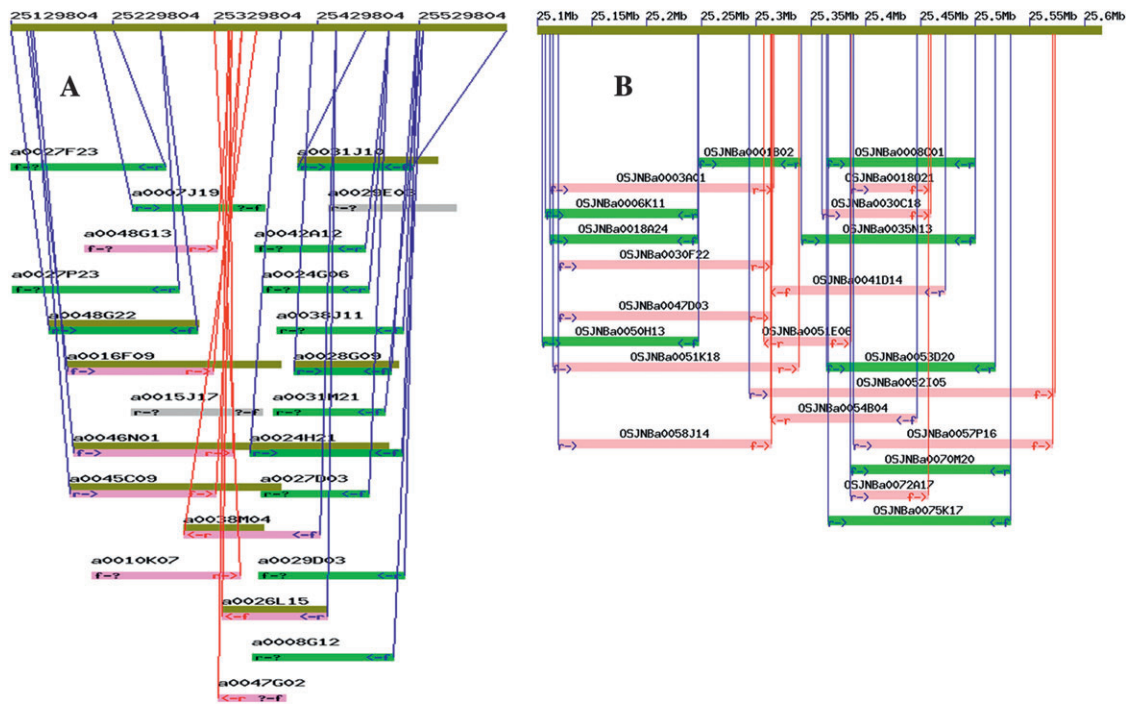 25129804 25229804 25329804 25429804 25529804
A
a0027F23 a0031J10
f-? <-r
a0007J19 a0029E03
r-> ?-f r-?
a0048G13 a0042A12
f-? r-> r-? <-r
a0027P23 a0024G06
a0048G22 a0038J11
r-> <-f r-? <-f
a0016F09 a0028G09
f-> r->
a0015J17 a0031M21
r-? ?-f r-? <-f
a0046N01 a0024H21
f-> r->
a0045C09 a0027D03
r-> f->
a0038M04
<-r <-f
a0010K07 a0029D03
f-? r-> f-? <-r
a0026L15
<-f <-r
a0008G12
r-? <-f
a0047G02
<-r ?-f
25.1Mb 25.15Mb 25.2Mb 25.25Mb 25.3Mb 25.35Mb 25.4Mb 25.45Mb 25.5Mb 25.55Mb 25.6Mb
B
OSJNBa0001B02 OSJNBa0008C01
OSJNBa0003A01 OSJNBa0018O21
OSJNBa0006K11 OSJNBa0030C18
OSJNBa0018A24 OSJNBa0035N13
OSJNBa0030F22
f-> r->
OSJNBa0041D14
<-f <-r
OSJNBa0047D03
r->
OSJNBa0050H13 OSJNBa0051E06
OSJNBa0051K18 OSJNBa0053D20
OSJNBa0052I05
r-> f->
OSJNBa0054B04
<-r <-f
OSJNBa0058J14 OSJNBa0057P16
OSJNBa0070M20
OSJNBa0072A17
r-> f->
OSJNBa0075K17
r-> <-f